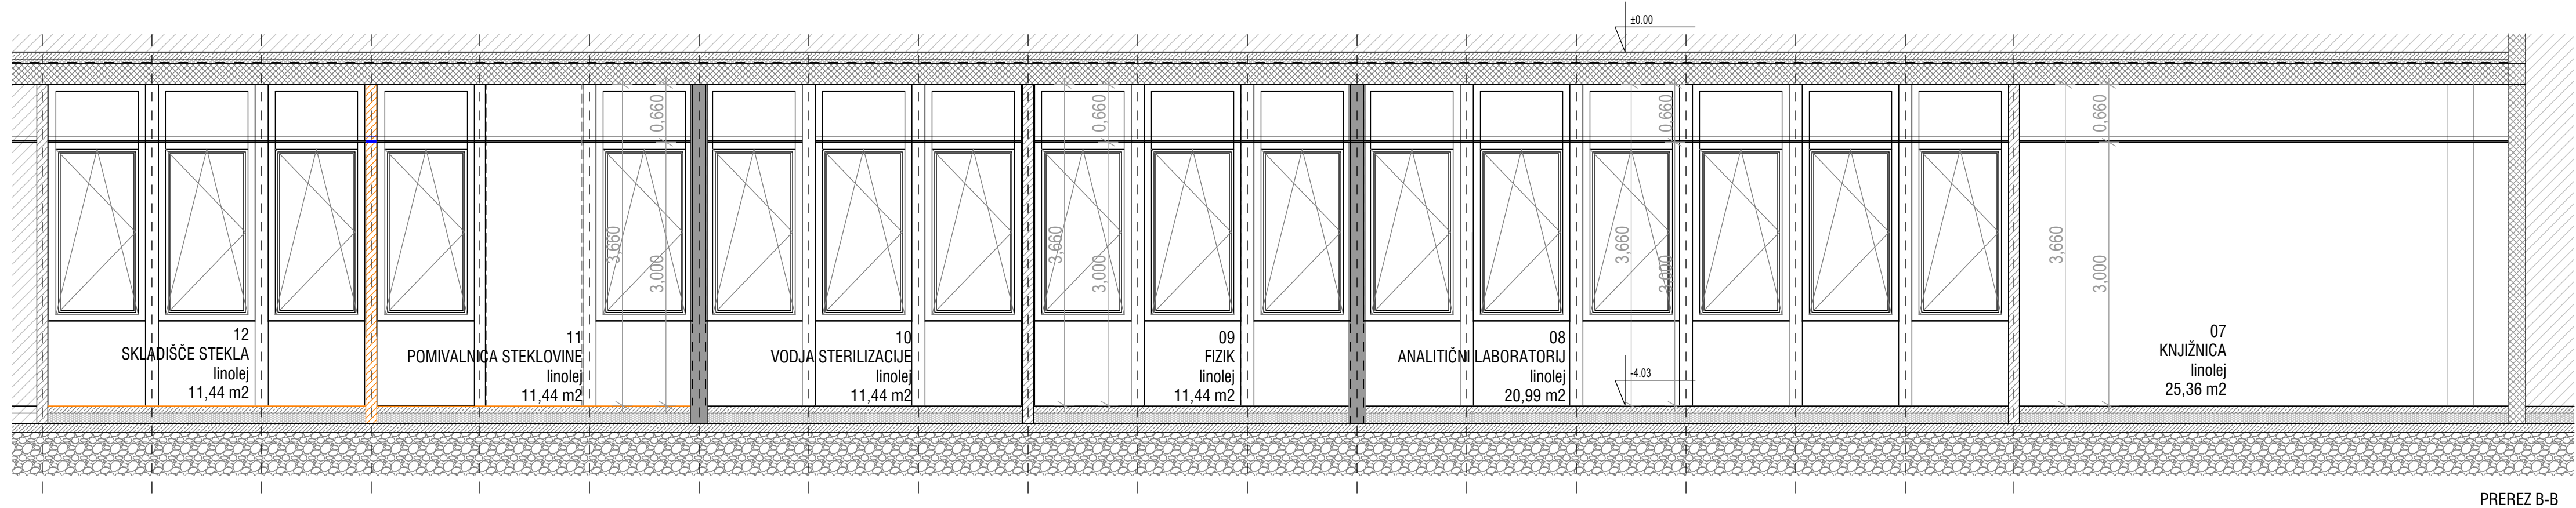 ±0.00
0,660
0,660
0,660
0,660
3,660
3,000
3,660
3,000
3,660
3,000
3,660
3,000
12
SKLADIŠČE STEKLA
linolej
11,44 m2
11
POMIVALNICA STEKLOVINE
linolej
11,44 m2
10
VODJA STERILIZACIJE
linolej
11,44 m2
09
FIZIK
linolej
11,44 m2
08
ANALITIČNI LABORATORIJ
linolej
20,99 m2
-4.03
07
KNJIŽNICA
linolej
25,36 m2
PREREZ B-B